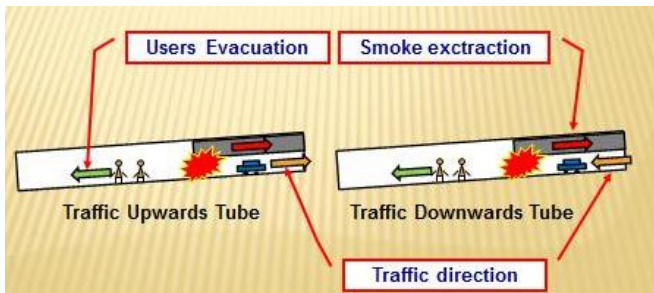 Users Evacuation
Smoke exctraction
Traffic Upwards Tube
Traffic Downwards Tube
Traffic direction